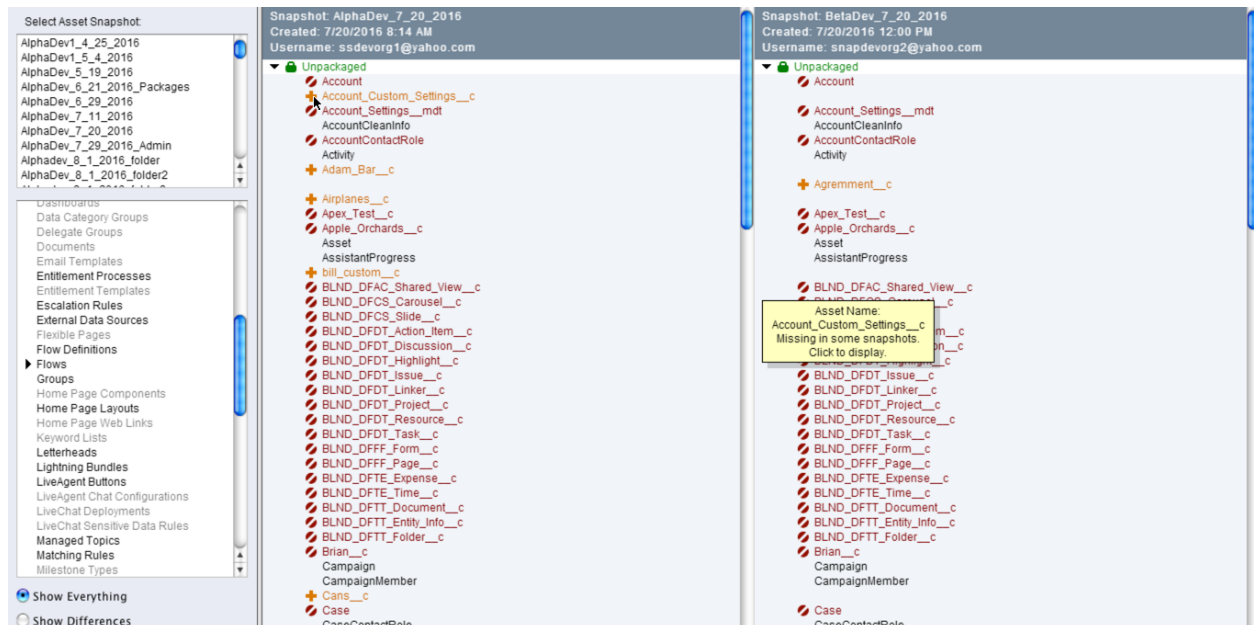 Select Asset Snapshot:
AlphaDev1_4_25_2016
AlphaDev1_5_4_2016
AlphaDev_5_19_2016
AlphaDev_6_21_2016_Packages
AlphaDev_6_29_2016
AlphaDev_7_11_2016
AlphaDev_7_20_2016
AlphaDev_7_29_2016_Admin
Alphadev_8_1_2016_folder
AlphaDev_8_1_2016_folder2
Dashboards
Data Category Groups
Delegate Groups
Documents
Email Templates
Entitlement Processes
Entitlement Templates
Escalation Rules
External Data Sources
Flexible Pages
Flow Definitions
Flows
Groups
Home Page Components
Home Page Layouts
Home Page Web Links
Keyword Lists
Letterheads
Lightning Bundles
LiveAgent Buttons
LiveAgent Chat Configurations
LiveChat Deployments
LiveChat Sensitive Data Rules
Managed Topics
Matching Rules
Milestone Types
Show Everything
Show Differences
Snapshot: AlphaDev_7_20_2016
Created: 7/20/2016 8:14 AM
Username: ssdevorg1@yahoo.com
Unpackaged
Account
Account_Custom_Settings__c
Account_Settings__mdt
AccountCleanInfo
AccountContactRole
Activity
Adam_Bar__c
Airplanes__c
Apex_Test__c
Apple_Orchards__c
Asset
AssistantProgress
bill_custom__c
BLND_DFAC_Shared_View__c
BLND_DFCS_Carousel__c
BLND_DFCS_Slide__c
BLND_DFDT_Action_Item__c
BLND_DFDT_Discussion__c
BLND_DFDT_Highlight__c
BLND_DFDT_Issue__c
BLND_DFDT_Linker__c
BLND_DFDT_Project__c
BLND_DFDT_Resource__c
BLND_DFDT_Task__c
BLND_DFFF_Form__c
BLND_DFFF_Page__c
BLND_DFTE_Expense__c
BLND_DFTE_Time__c
BLND_DFTT_Document__c
BLND_DFTT_Entity_Info__c
BLND_DFTT_Folder__c
Brian__c
Campaign
CampaignMember
Cans__c
Case
CaseContactRole
Snapshot: BetaDev_7_20_2016
Created: 7/20/2016 12:00 PM
Username: snapdevorg2@yahoo.com
Unpackaged
Account
Account_Settings__mdt
AccountCleanInfo
AccountContactRole
Activity
Agremment__c
Apex_Test__c
Apple_Orchards__c
Asset
AssistantProgress
BLND_DFAC_Shared_View__c
Asset Name:
Account_Custom_Settings__c
Missing in some snapshots.
Click to display.
BLND_DFDT_Issue__c
BLND_DFDT_Linker__c
BLND_DFDT_Project__c
BLND_DFDT_Resource__c
BLND_DFDT_Task__c
BLND_DFFF_Form__c
BLND_DFFF_Page__c
BLND_DFTE_Expense__c
BLND_DFTE_Time__c
BLND_DFTT_Document__c
BLND_DFTT_Entity_Info__c
BLND_DFTT_Folder__c
Brian__c
Campaign
CampaignMember
Case
CaseContactRole